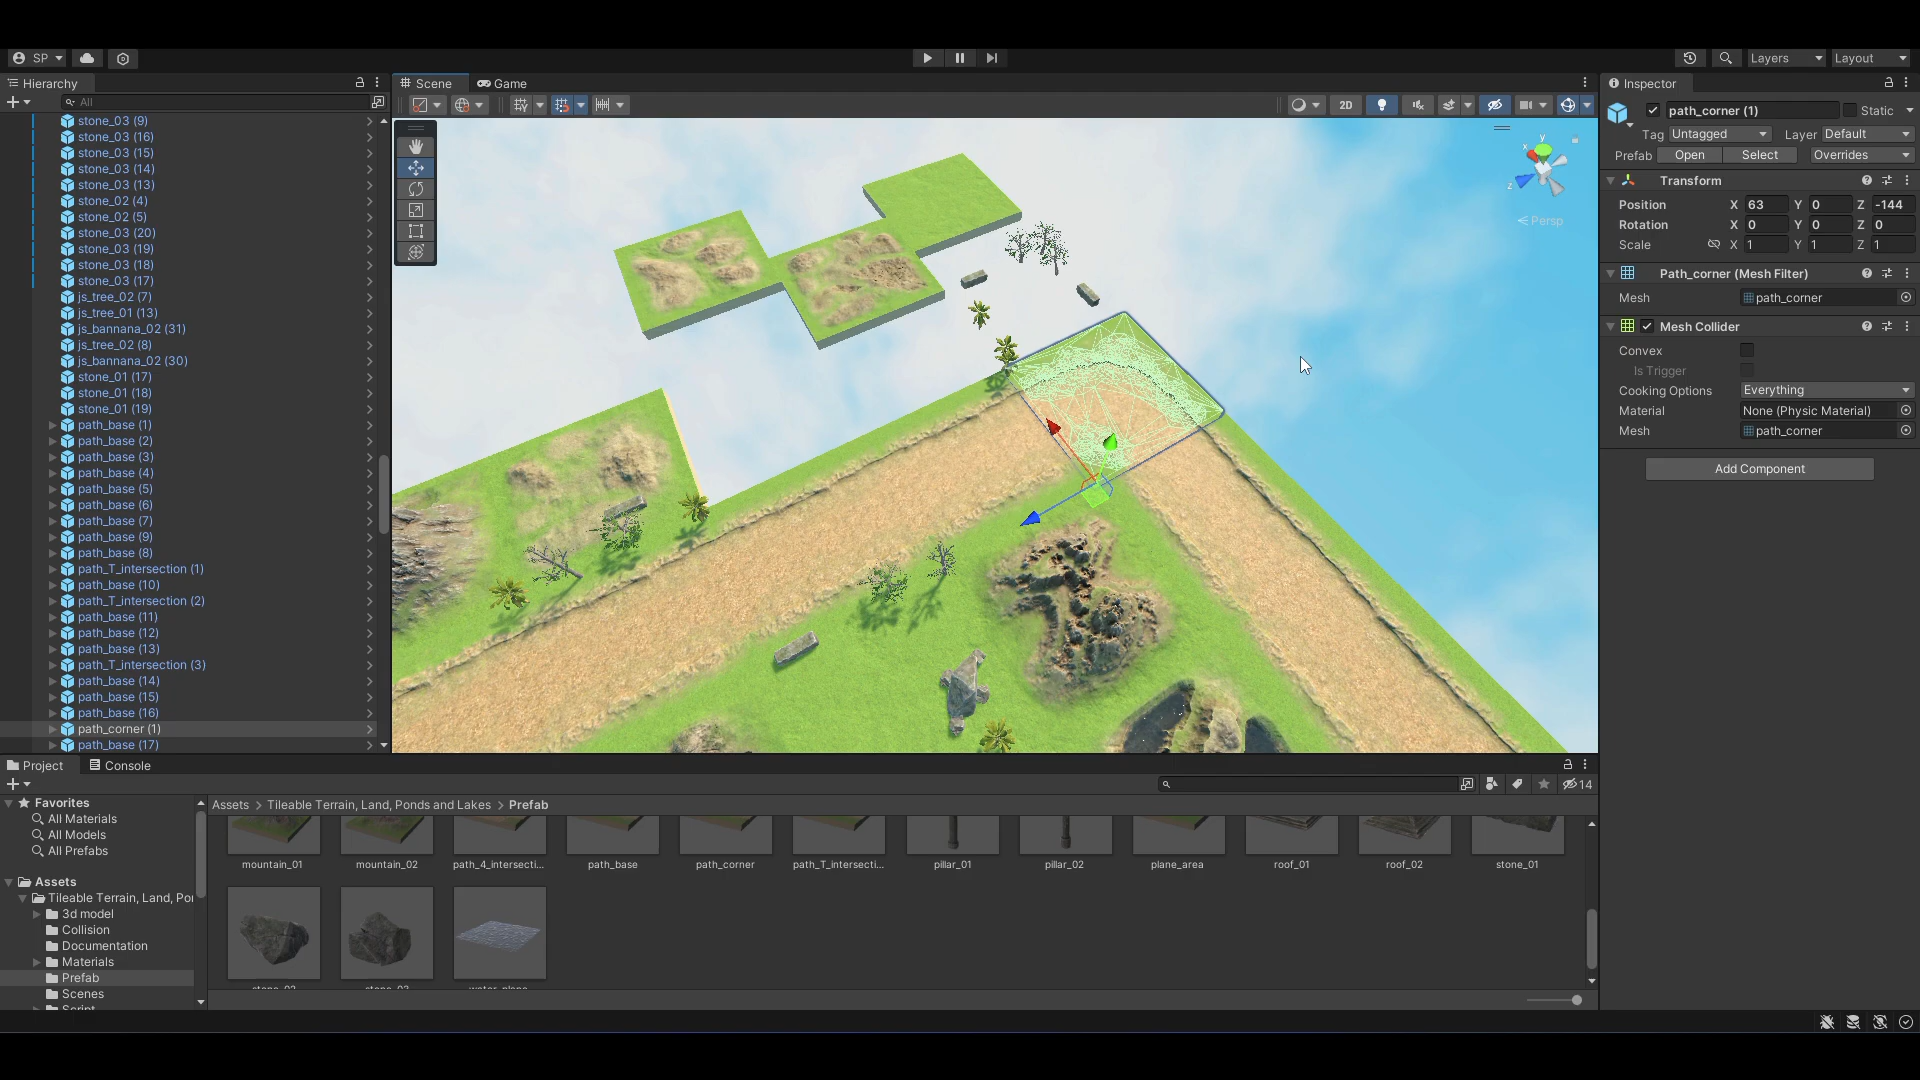 SP
Layers
Layout
Hierarchy
Scene
Game
Inspector
All
2D
path_corner (1)
Static
Tag Untagged Layer Default
Prefab Open Select Overrides
Transform
Position X 63 Y 0 Z -144
Rotation X 0 Y 0 Z 0
Scale X 1 Y 1 Z 1
Path_corner (Mesh Filter)
Mesh path_corner
Mesh Collider
Convex
Is Trigger
Cooking Options Everything
Material None (Physic Material)
Mesh path_corner
Add Component
y
x
z
Persp
stone_03 (9)
stone_03 (16)
stone_03 (15)
stone_03 (14)
stone_03 (13)
stone_02 (4)
stone_02 (5)
stone_03 (20)
stone_03 (19)
stone_03 (18)
stone_03 (17)
js_tree_02 (7)
js_tree_01 (13)
js_bannana_02 (31)
js_tree_02 (8)
js_bannana_02 (30)
stone_01 (17)
stone_01 (18)
stone_01 (19)
path_base (1)
path_base (2)
path_base (3)
path_base (4)
path_base (5)
path_base (6)
path_base (7)
path_base (9)
path_base (8)
path_T_intersection (1)
path_base (10)
path_T_intersection (2)
path_base (11)
path_base (12)
path_base (13)
path_T_intersection (3)
path_base (14)
path_base (15)
path_base (16)
path_corner (1)
path_base (17)
Project
Console
14
Favorites
All Materials
All Models
All Prefabs
Assets
Tileable Terrain, Land, Po
3d model
Collision
Documentation
Materials
Prefab
Scenes
Script
Assets > Tileable Terrain, Land, Ponds and Lakes > Prefab
mountain_01
mountain_02
path_4_intersecti...
path_base
path_corner
path_T_intersecti...
pillar_01
pillar_02
plane_area
roof_01
roof_02
stone_01
stone_02
stone_03
water_plane